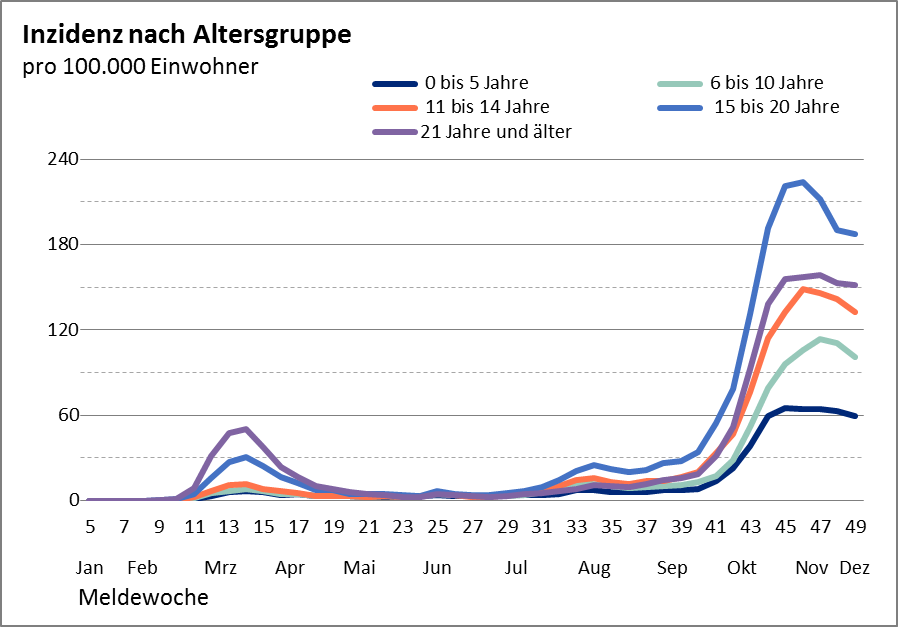 Inzidenz nach Altersgruppe
pro 100.000 Einwohner
0 bis 5 Jahre 6 bis 10 Jahre
11 bis 14 Jahre 15 bis 20 Jahre
21 Jahre und älter
240
180
120
60
0
5 7 9 11 13 15 17 19 21 23 25 27 29 31 33 35 37 39 41 43 45 47 49
Jan Feb Mrz Apr Mai Jun Jul Aug Sep Okt Nov Dez
Meldewoche